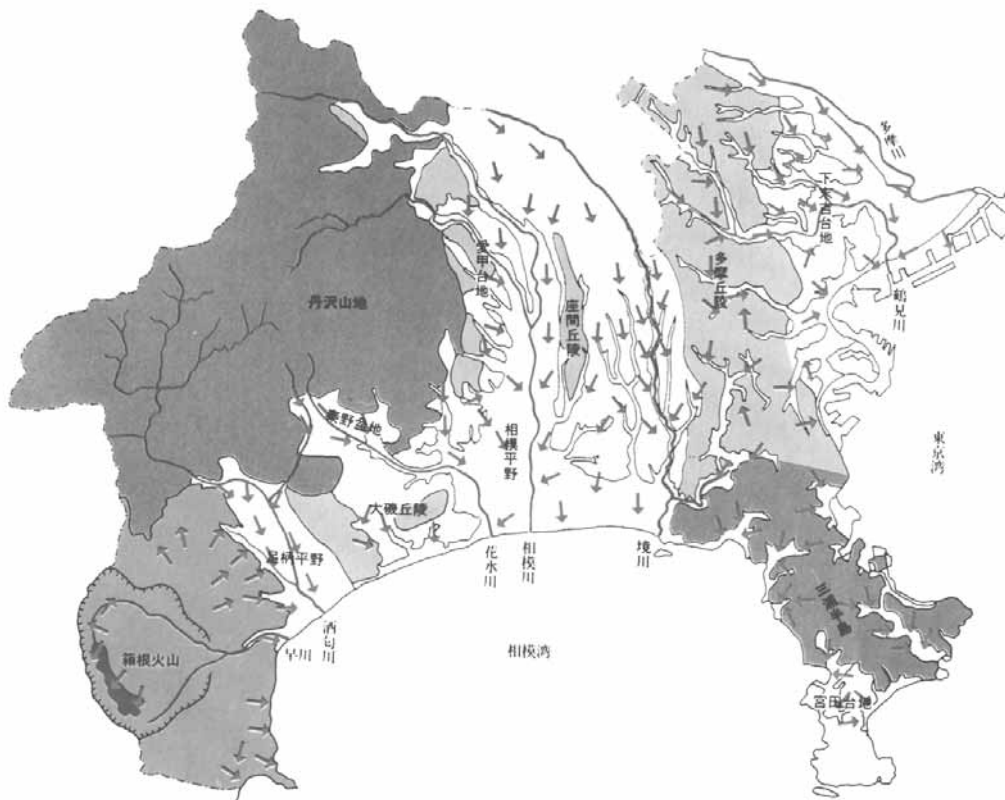 多摩川
下末吉台地
鶴見川
多摩丘陵
愛甲台地
座間丘陵
丹沢山地
秦野盆地
相模平野
大磯丘陵
足柄平野
東京湾
花水川
相模川
境川
酒匂川
早川
箱根火山
相模湾
三浦半島
宮田台地